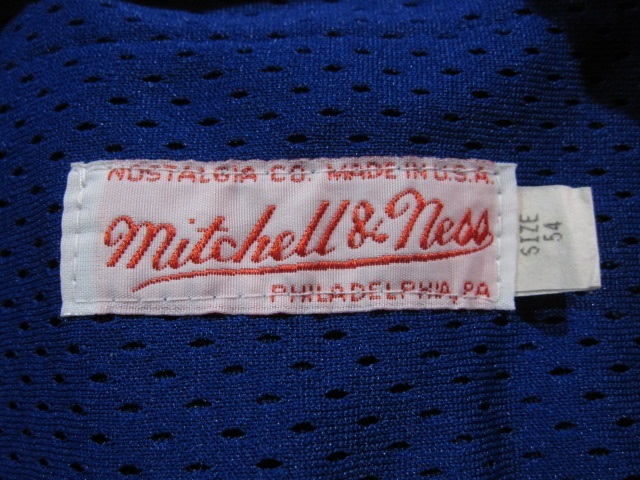 NOSTALGIA CO. MADE IN U.S.A.
Mitchell & Ness
PHILADELPHIA, PA
SIZE
54